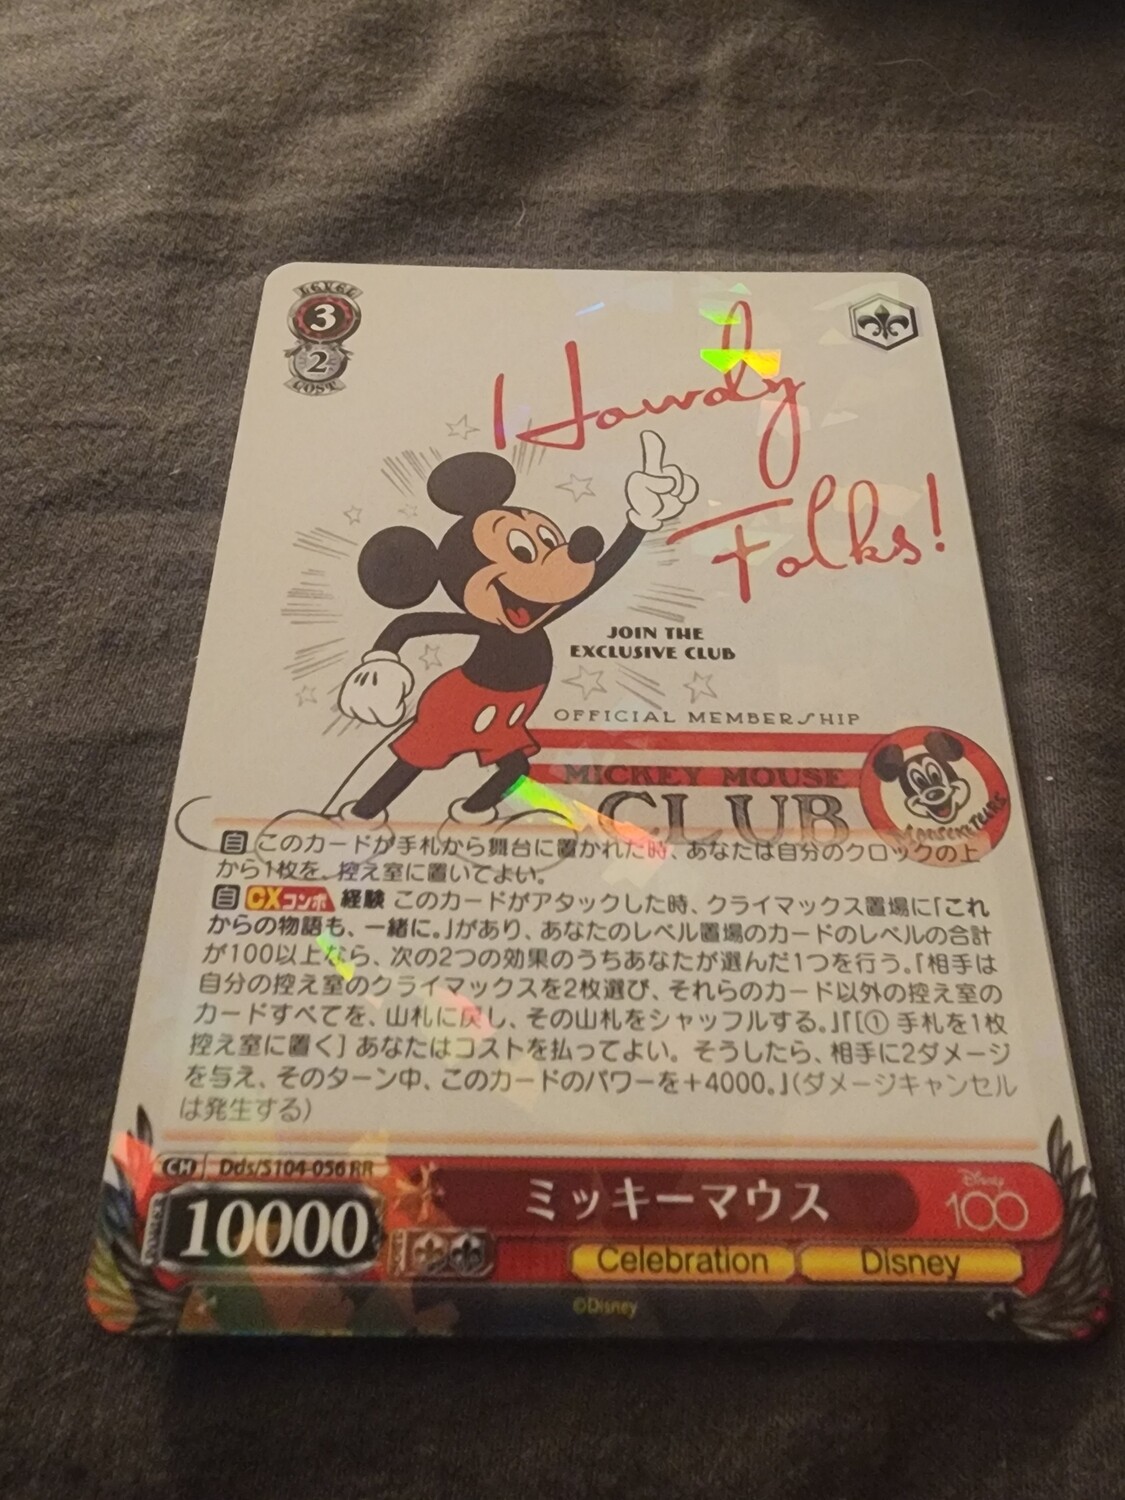 LEVEL
3
2
COST
Howdy
Folks!
JOIN THE
EXCLUSIVE CLUB
OFFICIAL MEMBERSHIP
MICKEY MOUSE
CLUB
MOUSEKETEERS
自 このカードが手札から舞台に置かれた時、あなたは自分のクロックの上
から1枚を、控え室に置いてよい。
自 CXコンボ 経験 このカードがアタックした時、クライマックス置場に「これ
からの物語も、一緒に。」があり、あなたのレベル置場のカードのレベルの合計
が100以上なら、次の2つの効果のうちあなたが選んだ1つを行う。『相手は
自分の控え室のクライマックスを2枚選び、それらのカード以外の控え室の
カードすべてを、山札に戻し、その山札をシャッフルする。』『[① 手札を1枚
控え室に置く] あなたはコストを払ってよい。そうしたら、相手に2ダメージ
を与え、そのターン中、このカードのパワーを+4000。』(ダメージキャンセル
は発生する)
CH Dds/S104-056 RR
10000
ミッキーマウス
Disney
100
Celebration Disney
©Disney